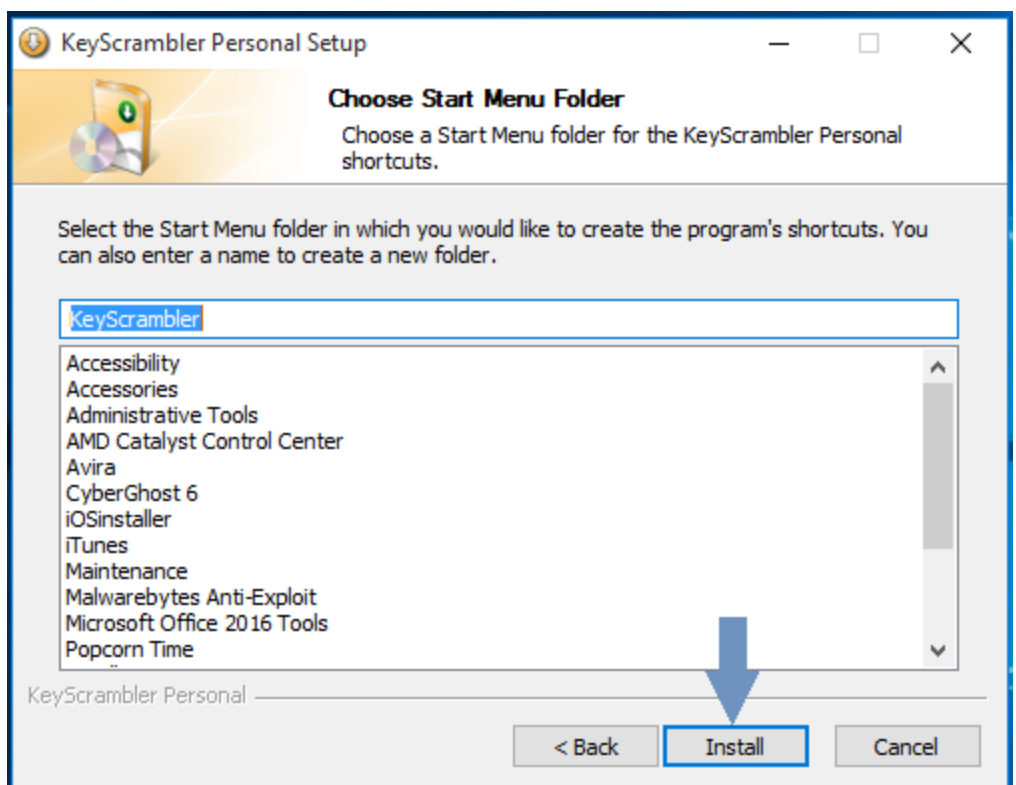 KeyScrambler Personal Setup
Choose Start Menu Folder
Choose a Start Menu folder for the KeyScrambler Personal
shortcuts.
Select the Start Menu folder in which you would like to create the program's shortcuts. You
can also enter a name to create a new folder.
KeyScrambler
Accessibility
Accessories
Administrative Tools
AMD Catalyst Control Center
Avira
CyberGhost 6
iOSinstaller
iTunes
Maintenance
Malwarebytes Anti-Exploit
Microsoft Office 2016 Tools
Popcorn Time
KeyScrambler Personal
< Back Install Cancel